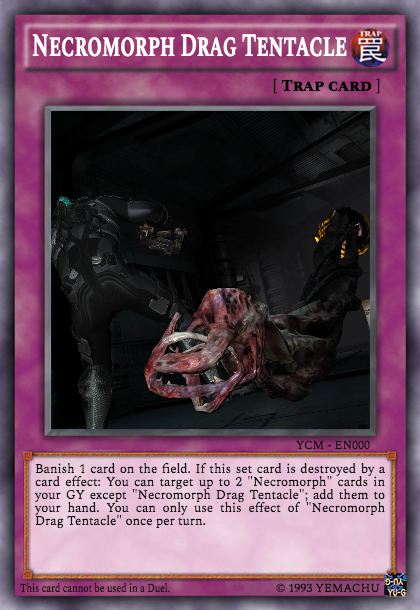 NECROMORPH DRAG TENTACLE
TRAP
罠
[ TRAP CARD ]
YCM - EN000
Banish 1 card on the field. If this set card is destroyed by a
card effect: You can target up to 2 "Necromorph" cards in
your GY except "Necromorph Drag Tentacle"; add them to
your hand. You can only use this effect of "Necromorph
Drag Tentacle" once per turn.
This card cannot be used in a Duel.
© 1993 YEMACHU
YU-G